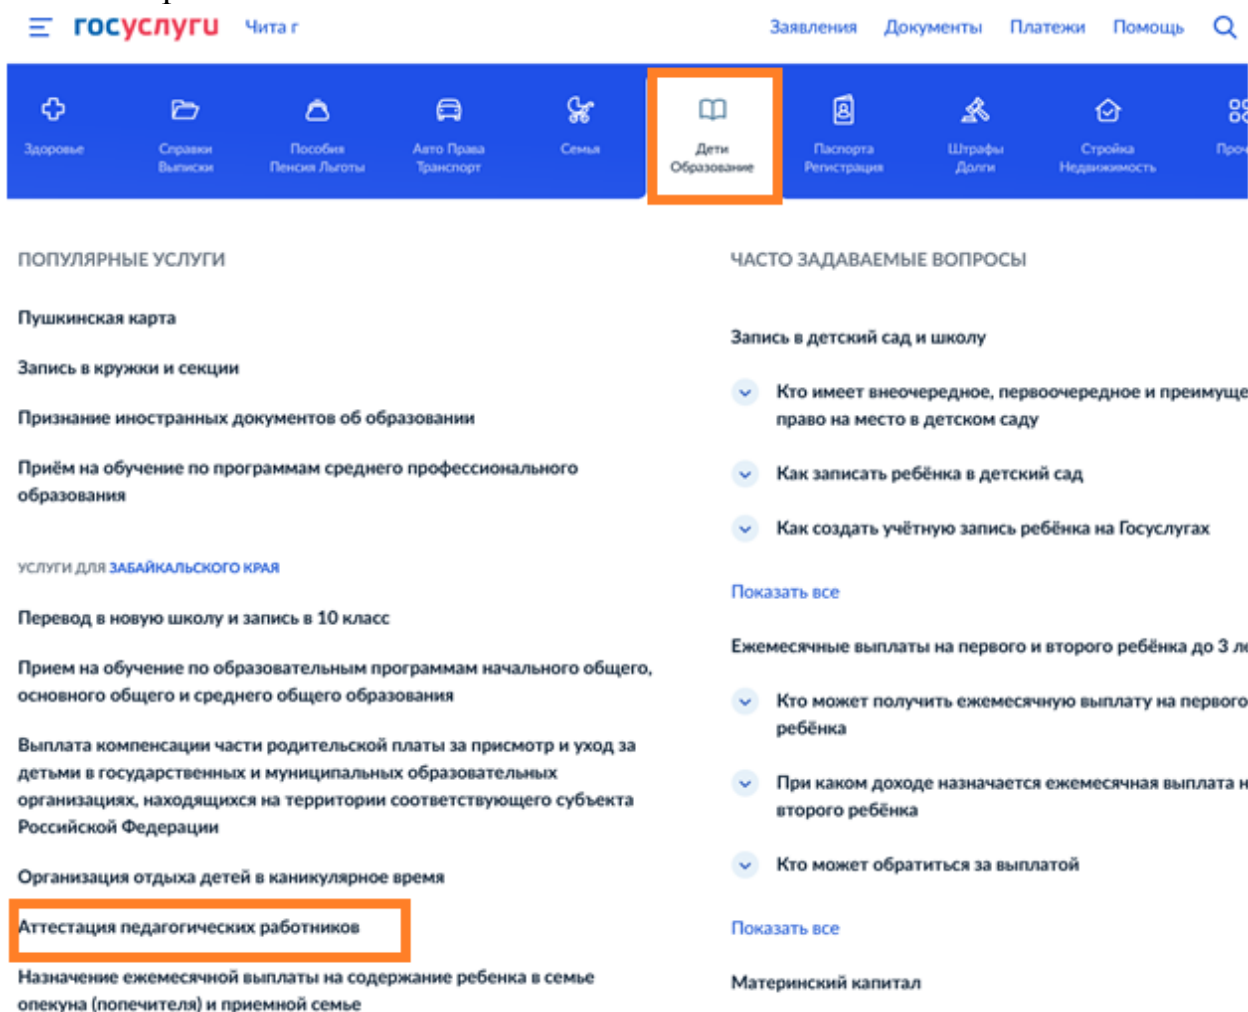 госуслуги Чита г Заявления Документы Платежи Помощь
Здоровье
Справки
Выписки
Пособия
Пенсия Льготы
Авто Права
Транспорт
Семья
Дети
Образование
Паспорта
Регистрация
Штрафы
Долги
Стройка
Недвижимость
ПОПУЛЯРНЫЕ УСЛУГИ
Пушкинская карта
Запись в кружки и секции
Признание иностранных документов об образовании
Приём на обучение по программам среднего профессионального
образования
УСЛУГИ ДЛЯ ЗАБАЙКАЛЬСКОГО КРАЯ
Перевод в новую школу и запись в 10 класс
Прием на обучение по образовательным программам начального общего,
основного общего и среднего общего образования
Выплата компенсации части родительской платы за присмотр и уход за
детьми в государственных и муниципальных образовательных
организациях, находящихся на территории соответствующего субъекта
Российской Федерации
Организация отдыха детей в каникулярное время
Аттестация педагогических работников
Назначение ежемесячной выплаты на содержание ребенка в семье
опекуна (попечителя) и приемной семье
ЧАСТО ЗАДАВАЕМЫЕ ВОПРОСЫ
Запись в детский сад и школу
Кто имеет внеочередное, первоочередное и преимуще
право на место в детском саду
Как записать ребёнка в детский сад
Как создать учётную запись ребёнка на Госуслугах
Показать все
Ежемесячные выплаты на первого и второго ребёнка до 3 ле
Кто может получить ежемесячную выплату на первого
ребёнка
При каком доходе назначается ежемесячная выплата н
второго ребёнка
Кто может обратиться за выплатой
Показать все
Материнский капитал